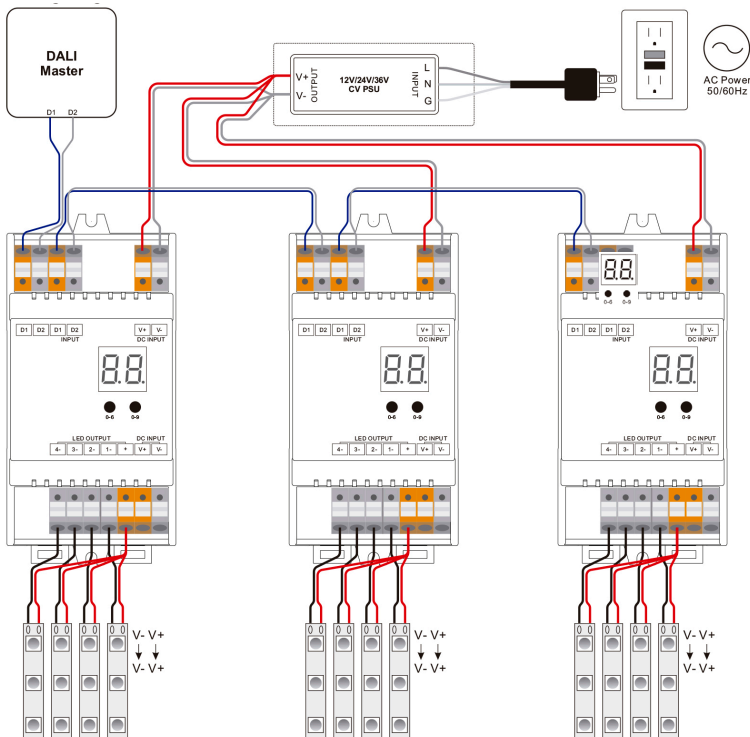 DALI
Master
D1 D2
V+
V-
OUTPUT
12V/24V/36V
CV PSU
INPUT
L
N
G
AC Power
50/60Hz
D1 D2 D1 D2
INPUT
V+ V-
DC INPUT
8.8.
0-6 0-9
LED OUTPUT
DC INPUT
4- 3- 2- 1- + V+ V-
V- V+
V- V+
D1 D2 D1 D2
INPUT
V+ V-
DC INPUT
8.8.
0-6 0-9
LED OUTPUT
DC INPUT
4- 3- 2- 1- + V+ V-
V- V+
V- V+
8.8.
0-6 0-9
D1 D2 D1 D2
INPUT
V+ V-
DC INPUT
8.8.
0-6 0-9
LED OUTPUT
DC INPUT
4- 3- 2- 1- + V+ V-
V- V+
V- V+